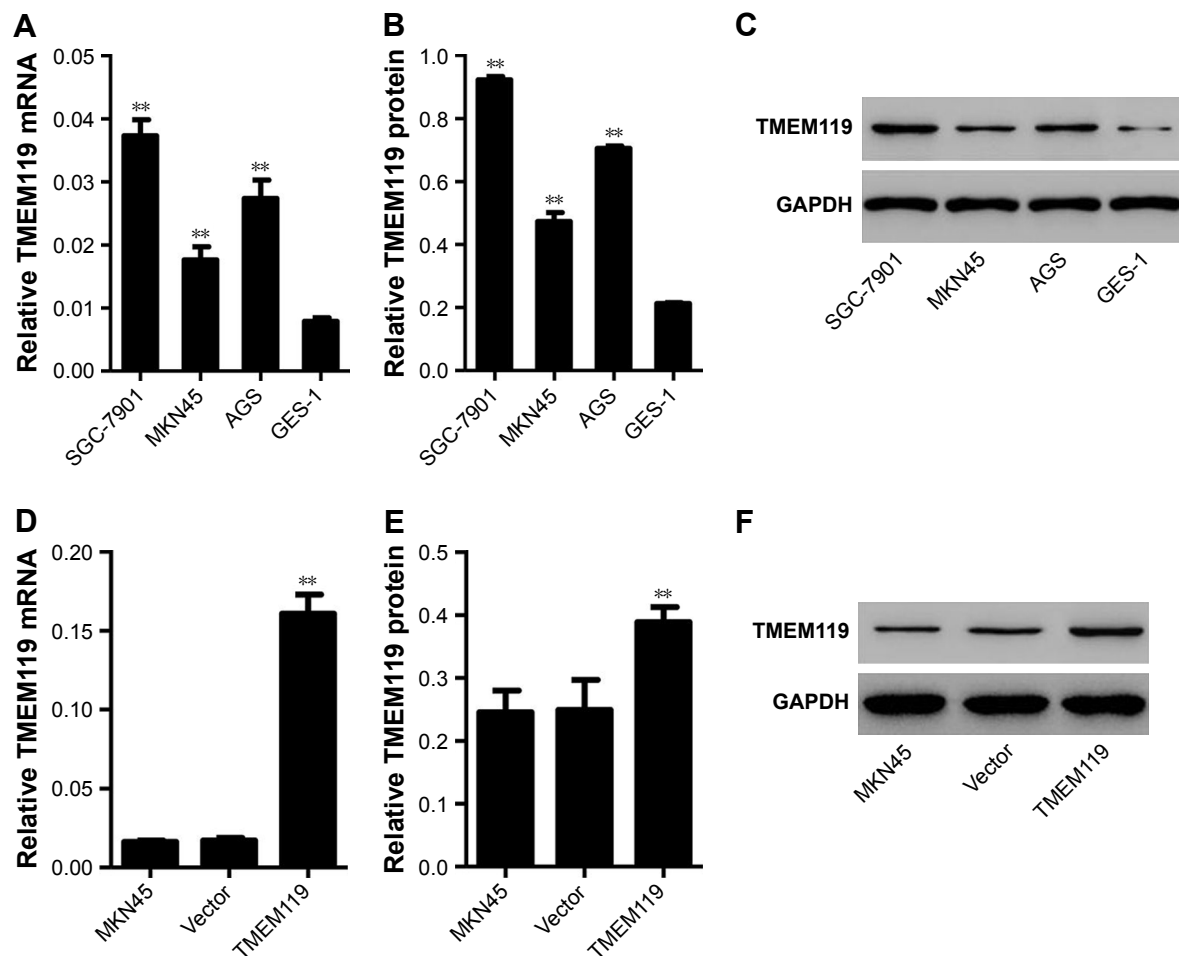 A
Relative TMEM119 mRNA
0.05
0.04
0.03
0.02
0.01
0.00
**
**
**
SGC-7901
MKN45
AGS
GES-1
B
Relative TMEM119 protein
1.0
0.8
0.6
0.4
0.2
0.0
**
**
**
SGC-7901
MKN45
AGS
GES-1
C
TMEM119
GAPDH
SGC-7901
MKN45
AGS
GES-1
D
Relative TMEM119 mRNA
0.20
0.15
0.10
0.05
0.00
**
MKN45
Vector
TMEM119
E
Relative TMEM119 protein
0.5
0.4
0.3
0.2
0.1
0.0
**
MKN45
Vector
TMEM119
F
TMEM119
GAPDH
MKN45
Vector
TMEM119